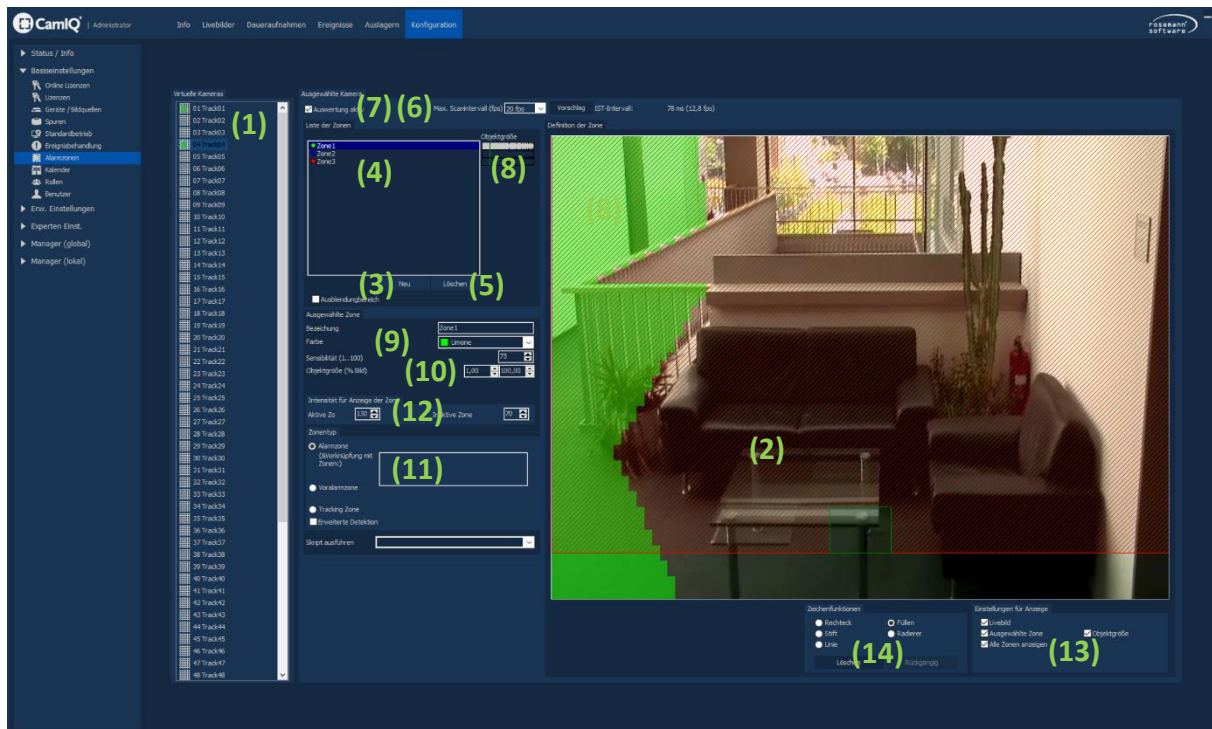 CamIQ | Administrator
Info Livebilder Daueraufnahmen Ereignisse Auslagern Konfiguration
rosemann software
Status / Info
Basiseinstellungen
Online Lizenzen
Lizenzen
Geräte / Bildquellen
Spuren
Standardbetrieb
Ereignisbehandlung
Alarmzonen
Kalender
Rollen
Benutzer
Erw. Einstellungen
Experten Einst.
Manager (global)
Manager (lokal)
Virtuelle Kameras
01 Track01
02 Track02
03 Track03
04 Track04
05 Track05
06 Track06
07 Track07
08 Track08
09 Track09
10 Track10
11 Track11
12 Track12
13 Track13
14 Track14
15 Track15
16 Track16
17 Track17
18 Track18
19 Track19
20 Track20
21 Track21
22 Track22
23 Track23
24 Track24
25 Track25
26 Track26
27 Track27
28 Track28
29 Track29
30 Track30
31 Track31
32 Track32
33 Track33
34 Track34
35 Track35
36 Track36
37 Track37
38 Track38
39 Track39
40 Track40
41 Track41
42 Track42
43 Track43
44 Track44
45 Track45
46 Track46
47 Track47
48 Track48
(1)
Ausgewählte Kamera
Auswertung akt (7) (6) Max. Scanintervall (fps) 20 fps Vorschlag IST-Intervall: 78 ms (12,8 fps)
Liste der Zonen
Objektgröße
Zone1
Zone2
Zone3
(4) (8)
(3) Neu Löschen (5)
Ausblendungbereich
Ausgewählte Zone
Bezeichung Zone1
Farbe (9) Limone
Sensibilität (1..100) 75
Objektgröße (% Bild) (10) 1,00 100,00
Intensität für Anzeige der Zone
Aktive Zo 130 (12) Inaktive Zone 70
Zonentyp
Alarmzone
(&Verknüpfung mit
Zonen:)
(11)
Voralarmzone
Tracking Zone
Erweiterte Detektion
Skript ausführen
Definition der Zone
(2)
Zeichenfunktionen
Rechteck Füllen
Stift Radierer
Linie
Lösche (14) Rückgängig
Einstellungen für Anzeige
Livebild
Ausgewählte Zone Objektgröße
Alle Zonen anzeigen (13)